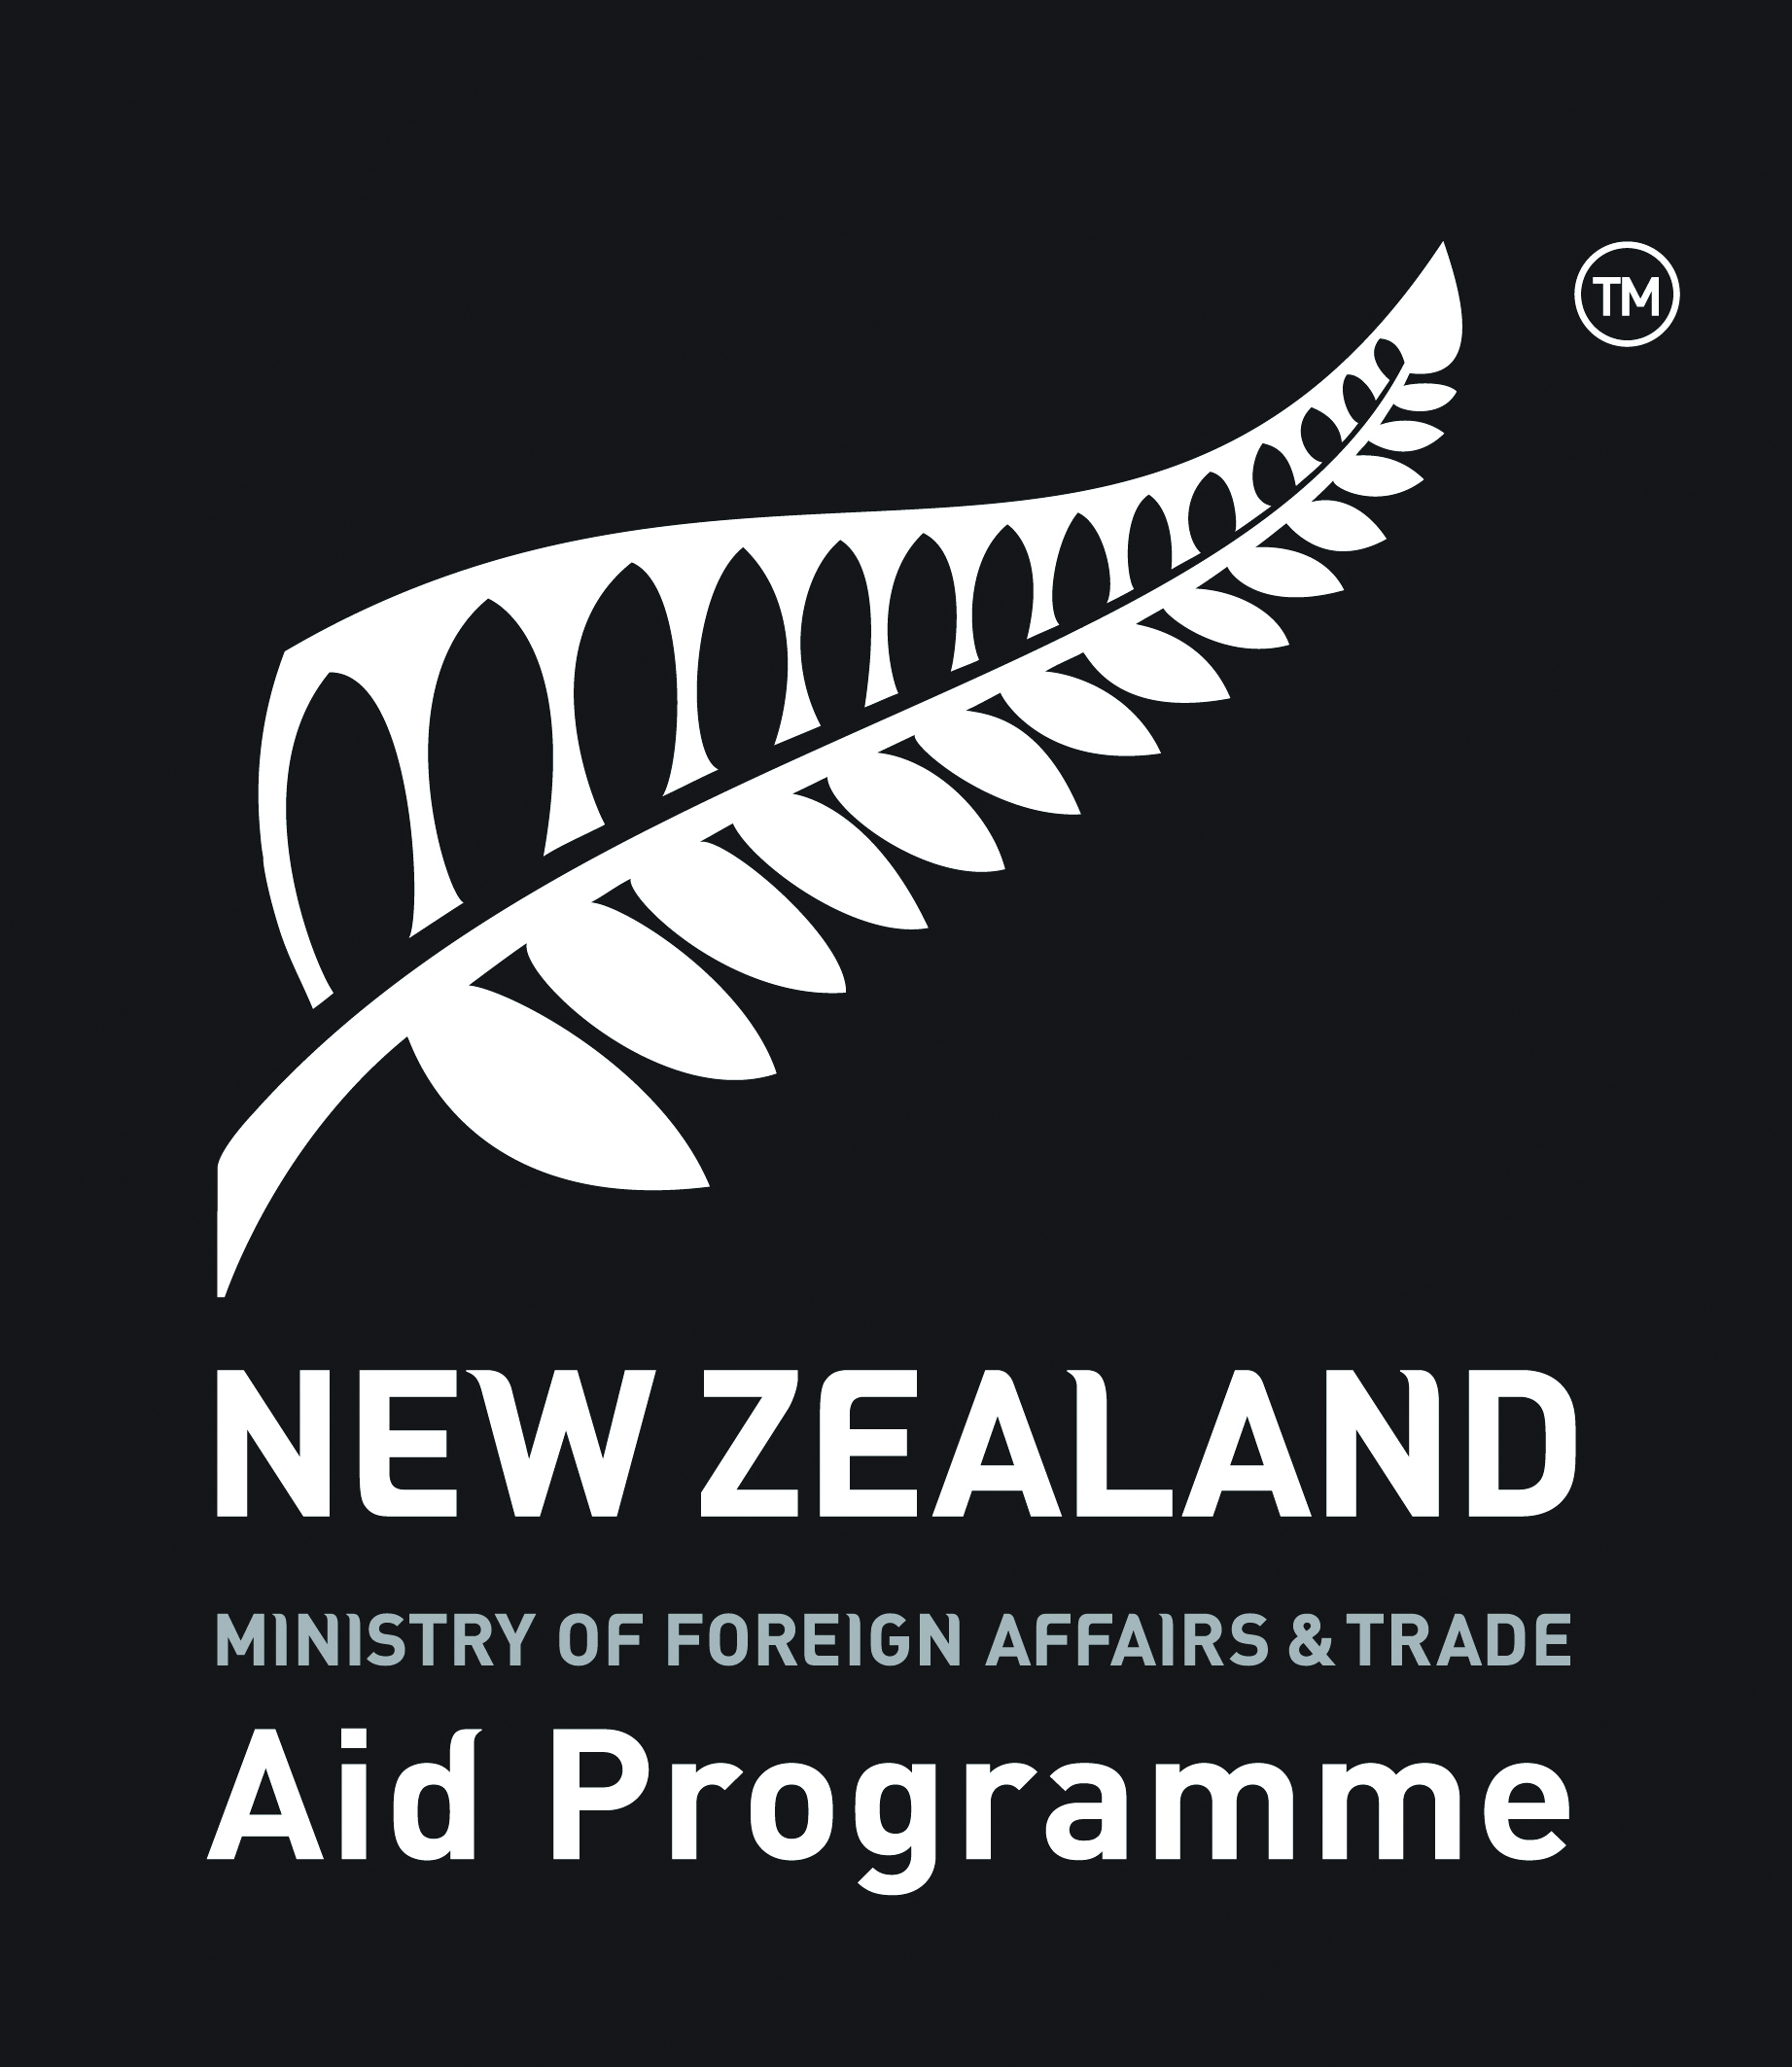 TM
NEW ZEALAND
MINISTRY OF FOREIGN AFFAIRS & TRADE
Aid Programme